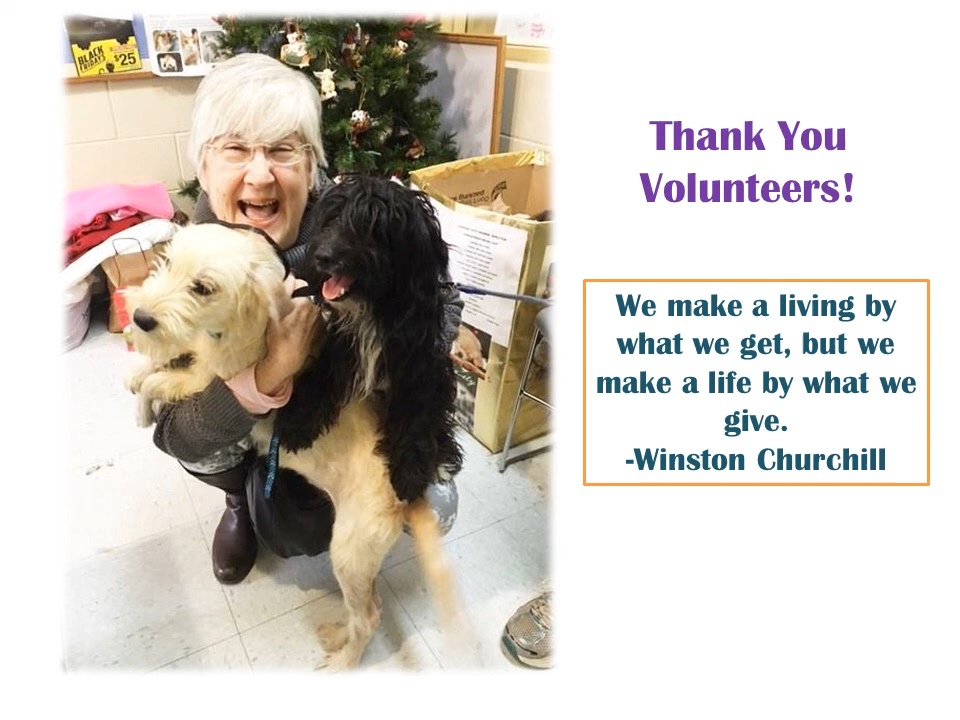 BLACK
FRIDAYS
$25
Thank You
Volunteers!
We make a living by
what we get, but we
make a life by what we
give.
-Winston Churchill